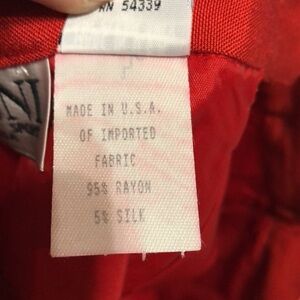 RN 54339
MADE IN U.S.A.
OF IMPORTED
FABRIC
95% RAYON
5% SILK
N